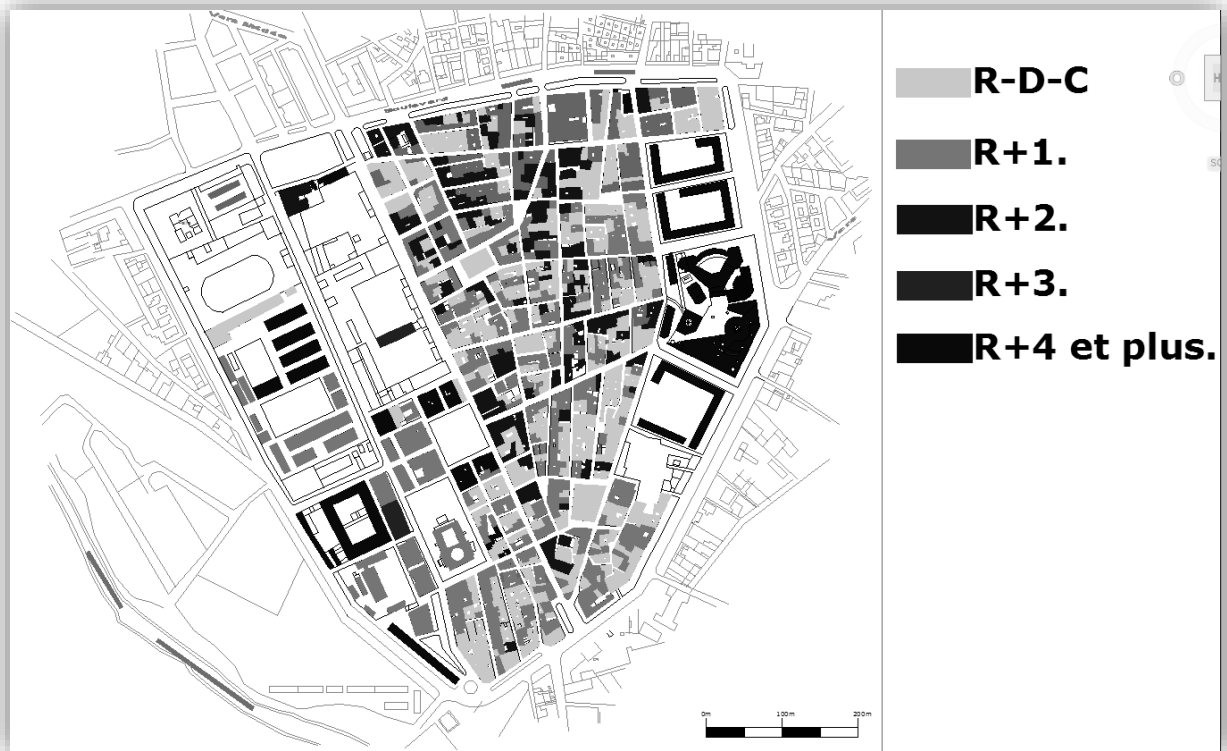 Boulevard
R-D-C
R+1.
R+2.
R+3.
R+4 et plus.
0m 100m 200m